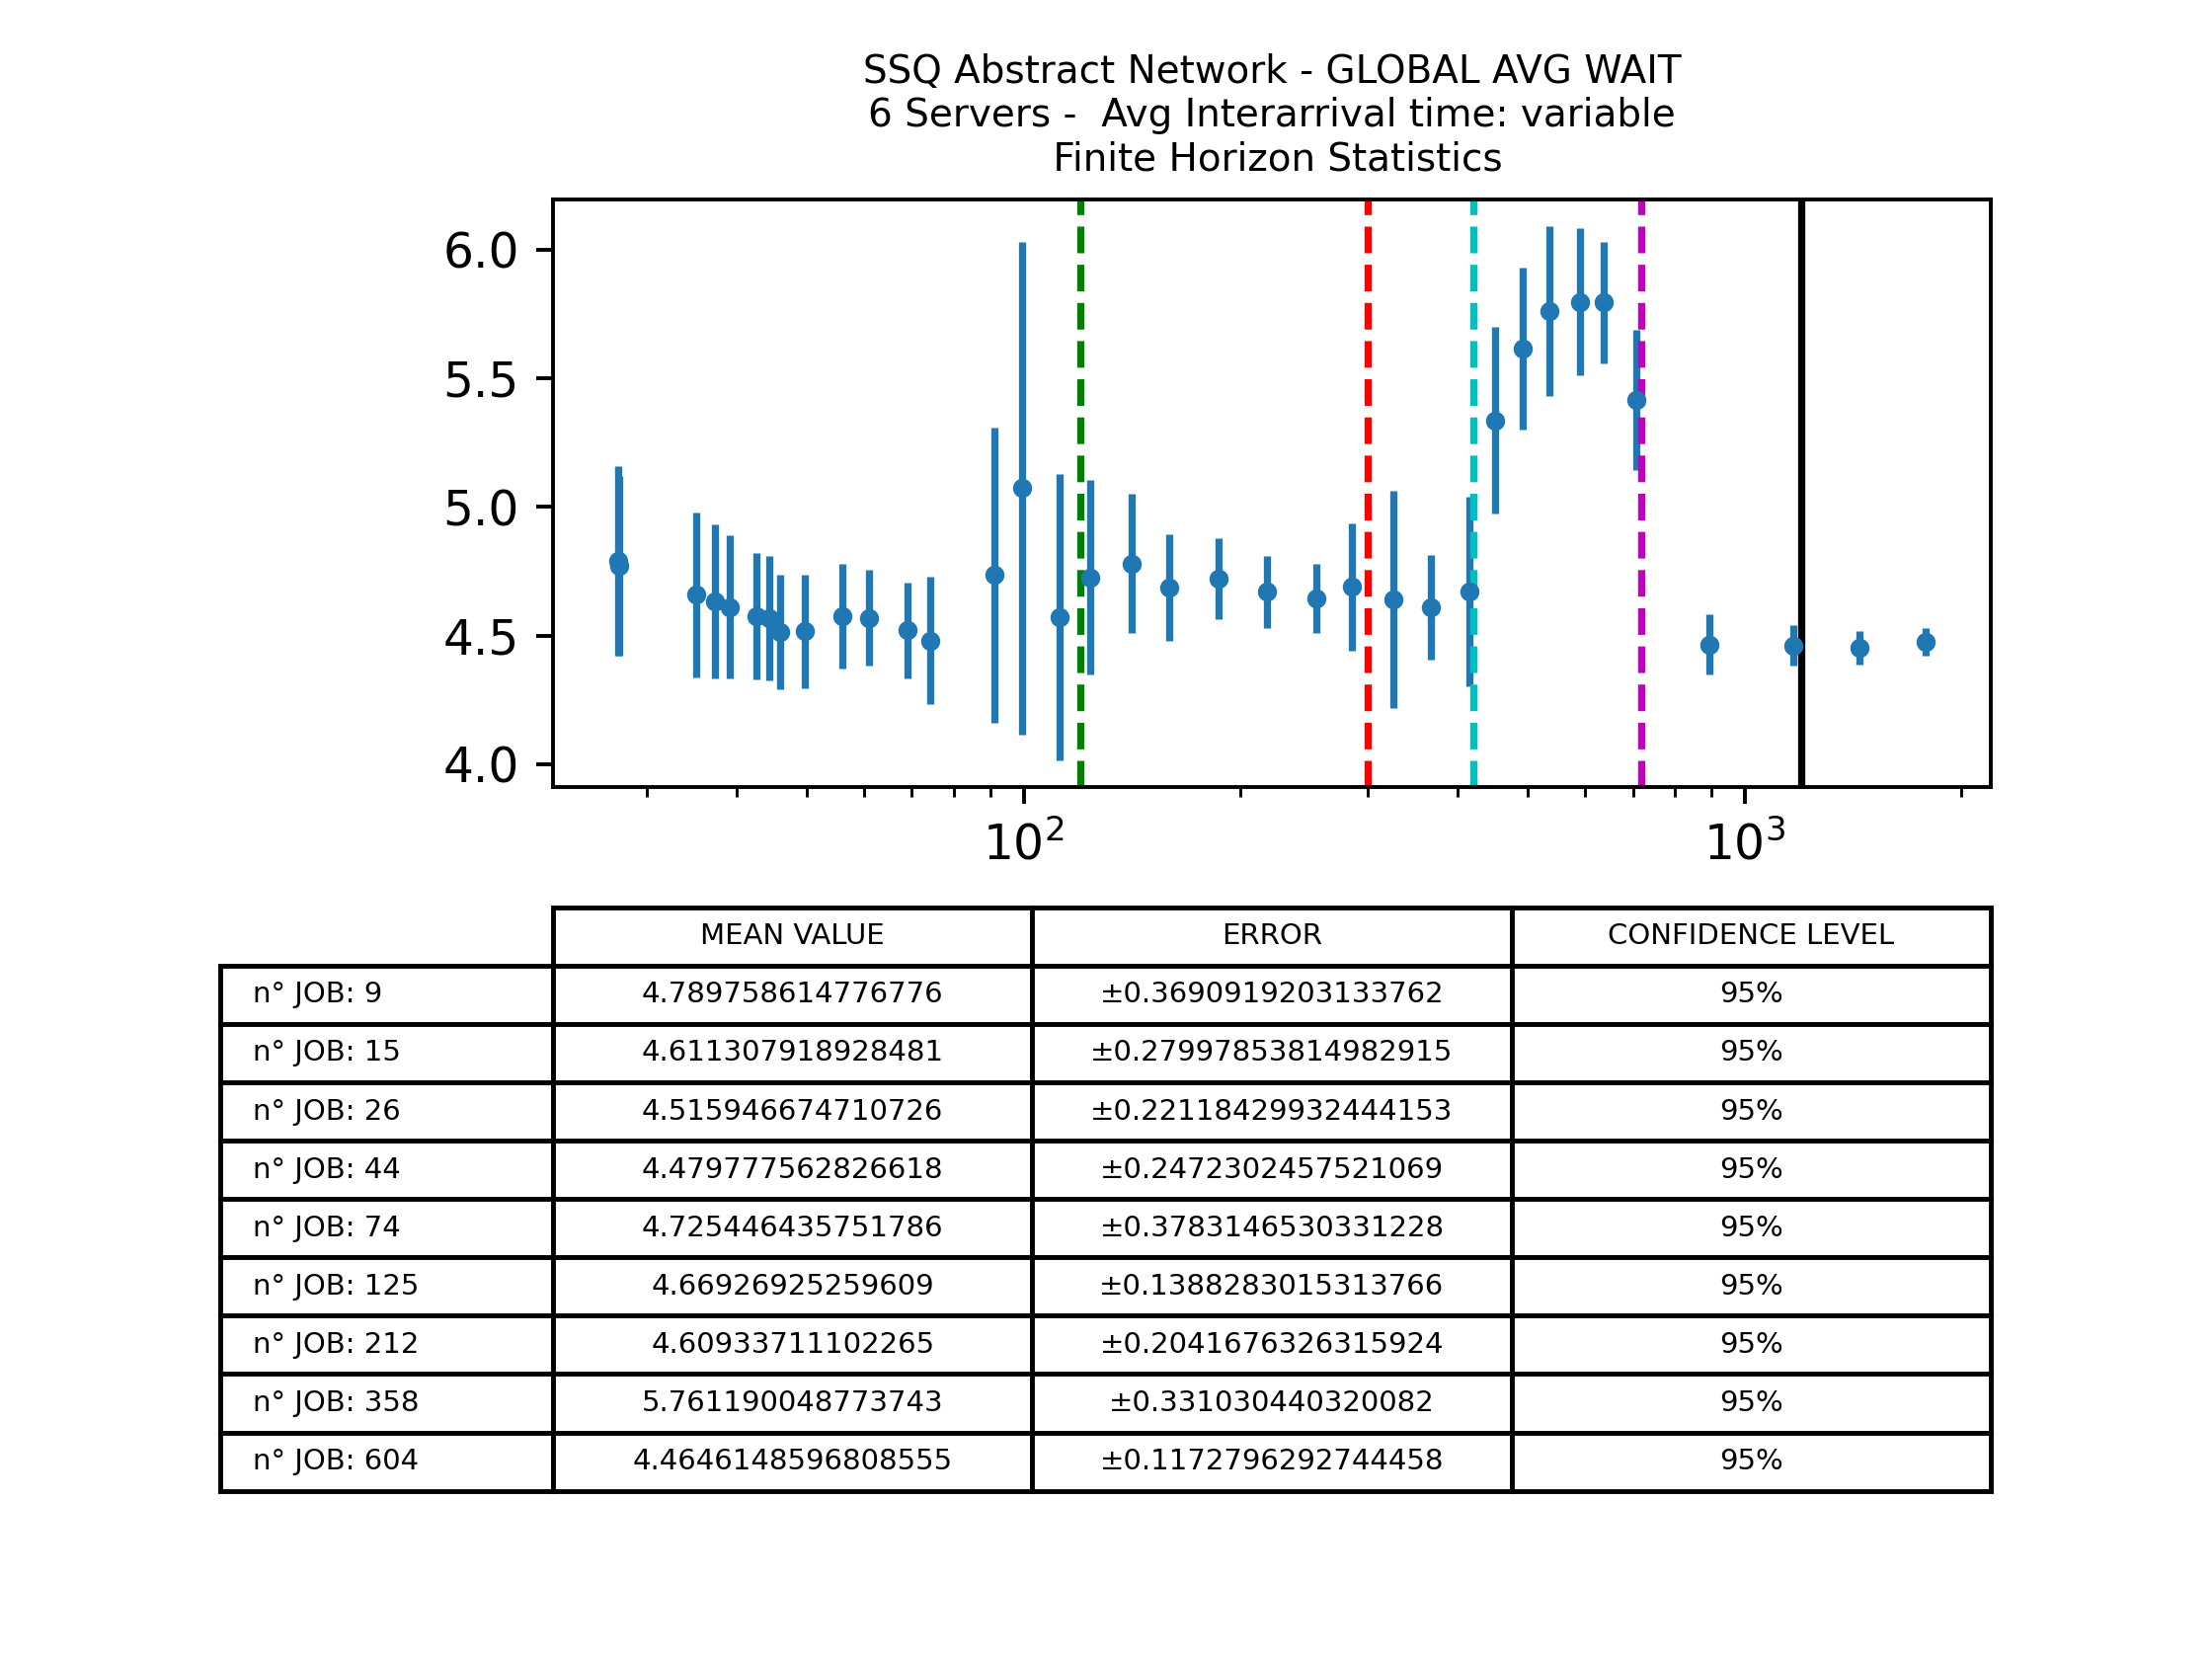 SSQ Abstract Network - GLOBAL AVG WAIT
6 Servers -  Avg Interarrival time: variable
Finite Horizon Statistics
6.0
5.5
5.0
4.5
4.0
10² 10³
MEAN VALUE ERROR CONFIDENCE LEVEL
n° JOB: 9 4.789758614776776 ±0.3690919203133762 95%
n° JOB: 15 4.611307918928481 ±0.27997853814982915 95%
n° JOB: 26 4.515946674710726 ±0.22118429932444153 95%
n° JOB: 44 4.479777562826618 ±0.2472302457521069 95%
n° JOB: 74 4.725446435751786 ±0.3783146530331228 95%
n° JOB: 125 4.66926925259609 ±0.1388283015313766 95%
n° JOB: 212 4.60933711102265 ±0.2041676326315924 95%
n° JOB: 358 5.761190048773743 ±0.331030440320082 95%
n° JOB: 604 4.4646148596808555 ±0.1172796292744458 95%